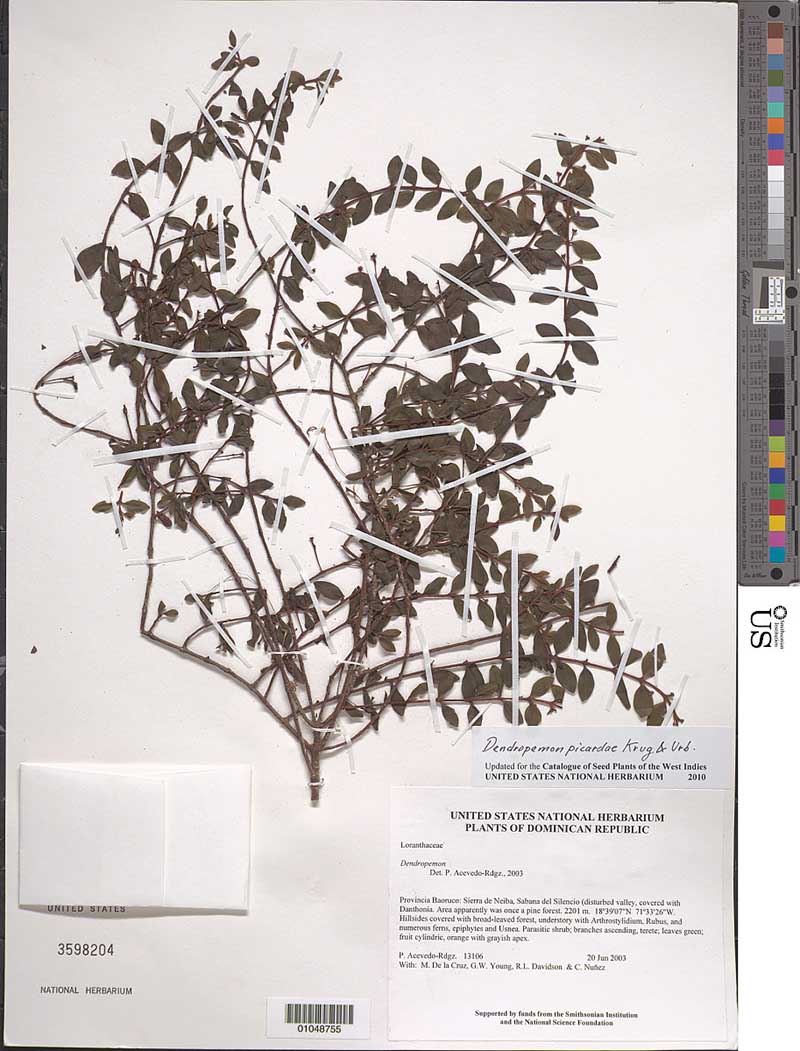 Golden Thread
Smithsonian
Institution
US
Dendropemon picardae Krug & Urb.
Updated for the Catalogue of Seed Plants of the West Indies
UNITED STATES NATIONAL HERBARIUM 2010
UNITED STATES NATIONAL HERBARIUM
PLANTS OF DOMINICAN REPUBLIC
Loranthaceae
Dendropemon
Det. P. Acevedo-Rdgz., 2003
Provincia Baoruco: Sierra de Neiba, Sabana del Silencio (disturbed valley, covered with
Danthonia. Area apparently was once a pine forest. 2201 m. 18°39'07"N 71°33'26"W.
Hillsides covered with broad-leaved forest, understory with Arthrostylidium, Rubus, and
numerous ferns, epiphytes and Usnea. Parasitic shrub; branches ascending, terete; leaves green;
fruit cylindric, orange with grayish apex.
P. Acevedo-Rdgz. 13106 20 Jun 2003
With: M. De la Cruz, G.W. Young, R.L. Davidson & C. Nuñez
Supported by funds from the Smithsonian Institution
and the National Science Foundation
UNITED STATES
3598204
NATIONAL HERBARIUM
01048755